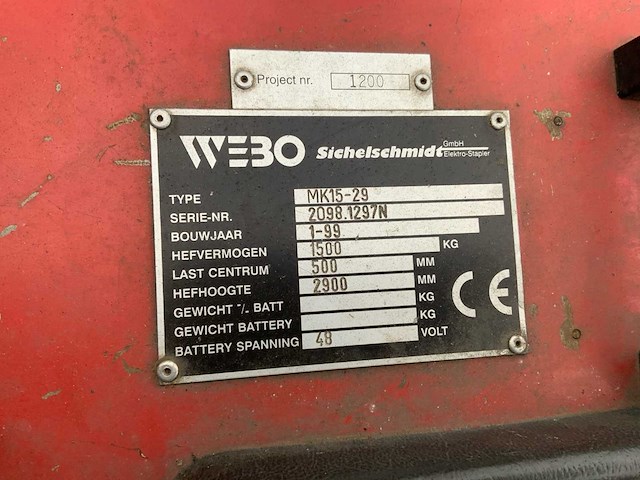 Project nr. 1200
WEBO Sichelschmidt GmbH Elektro-Stapler
TYPE MK15-29
SERIE-NR. 2098.1297N
BOUWJAAR 1-99
HEFVERMOGEN 1500 KG
LAST CENTRUM 500 MM
HEFHOOGTE 2900 MM
GEWICHT -/- BATT KG
GEWICHT BATTERY KG
BATTERY SPANNING 48 VOLT
CE